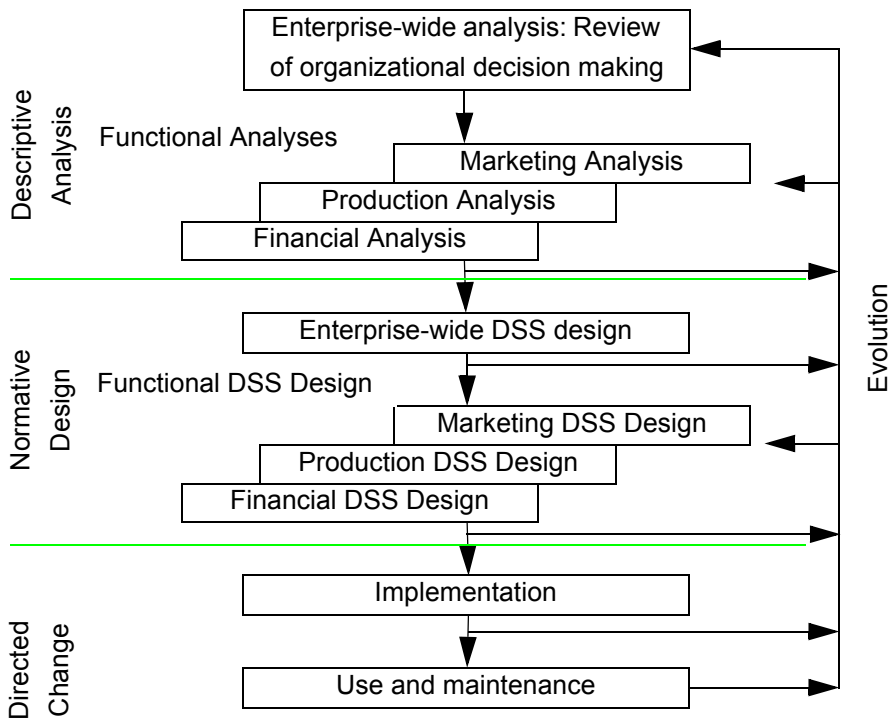 Enterprise-wide analysis: Review
of organizational decision making
Descriptive
Analysis
Functional Analyses
Marketing Analysis
Production Analysis
Financial Analysis
Enterprise-wide DSS design
Evolution
Normative
Design
Functional DSS Design
Marketing DSS Design
Production DSS Design
Financial DSS Design
Directed
Change
Implementation
Use and maintenance